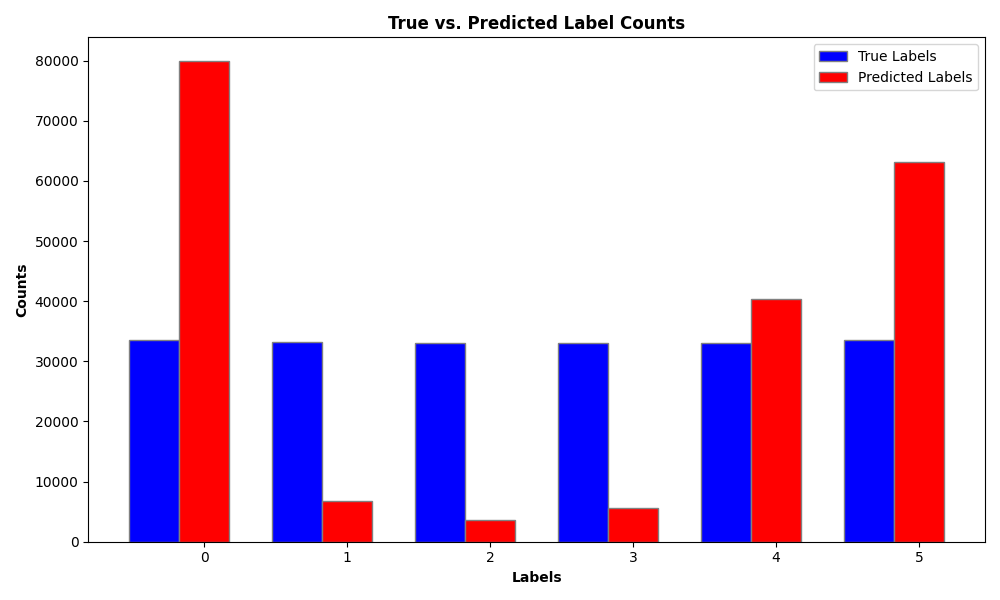 True vs. Predicted Label Counts
True Labels
Predicted Labels
80000
70000
60000
50000
40000
30000
20000
10000
0
Counts
0 1 2 3 4 5
Labels